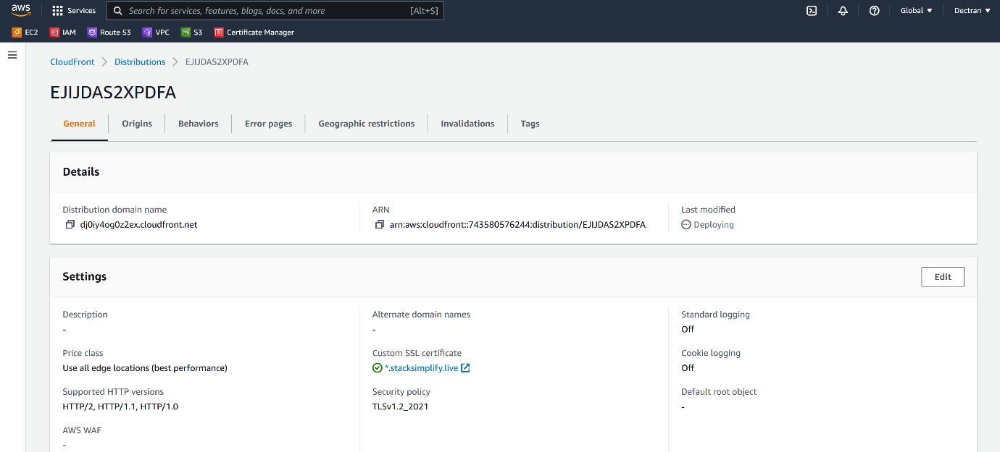 aws Services Search for services, features, blogs, docs, and more [Alt+S] Global Dectran
EC2 IAM Route 53 VPC S3 Certificate Manager
CloudFront Distributions EJIJDAS2XPDFA
EJIJDAS2XPDFA
General Origins Behaviors Error pages Geographic restrictions Invalidations Tags
Details
Distribution domain name ARN Last modified
dj0iy4og0z2ex.cloudfront.net arn:aws:cloudfront::743580576244:distribution/EJIJDAS2XPDFA Deploying
Settings Edit
Description Alternate domain names Standard logging
- - Off
Price class Custom SSL certificate Cookie logging
Use all edge locations (best performance) *.stacksimplify.live Off
Supported HTTP versions Security policy Default root object
HTTP/2, HTTP/1.1, HTTP/1.0 TLSv1.2_2021 -
AWS WAF
-